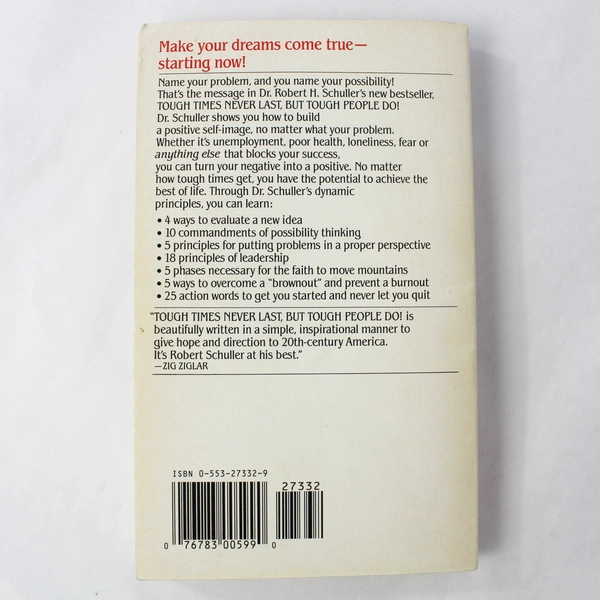 Make your dreams come true—
starting now!
Name your problem, and you name your possibility!
That's the message in Dr. Robert H. Schuller's new bestseller,
TOUGH TIMES NEVER LAST, BUT TOUGH PEOPLE DO!
Dr. Schuller shows you how to build
a positive self-image, no matter what your problem.
Whether it's unemployment, poor health, loneliness, fear or
anything else that blocks your success,
you can turn your negative into a positive. No matter
how tough times get, you have the potential to achieve the
best of life. Through Dr. Schuller's dynamic
principles, you can learn:
• 4 ways to evaluate a new idea
• 10 commandments of possibility thinking
• 5 principles for putting problems in a proper perspective
• 18 principles of leadership
• 5 phases necessary for the faith to move mountains
• 5 ways to overcome a "brownout" and prevent a burnout
• 25 action words to get you started and never let you quit
"TOUGH TIMES NEVER LAST, BUT TOUGH PEOPLE DO! is
beautifully written in a simple, inspirational manner to
give hope and direction to 20th-century America.
It's Robert Schuller at his best."
—ZIG ZIGLAR
ISBN 0-553-27332-9
27332
0 76783 00599 0